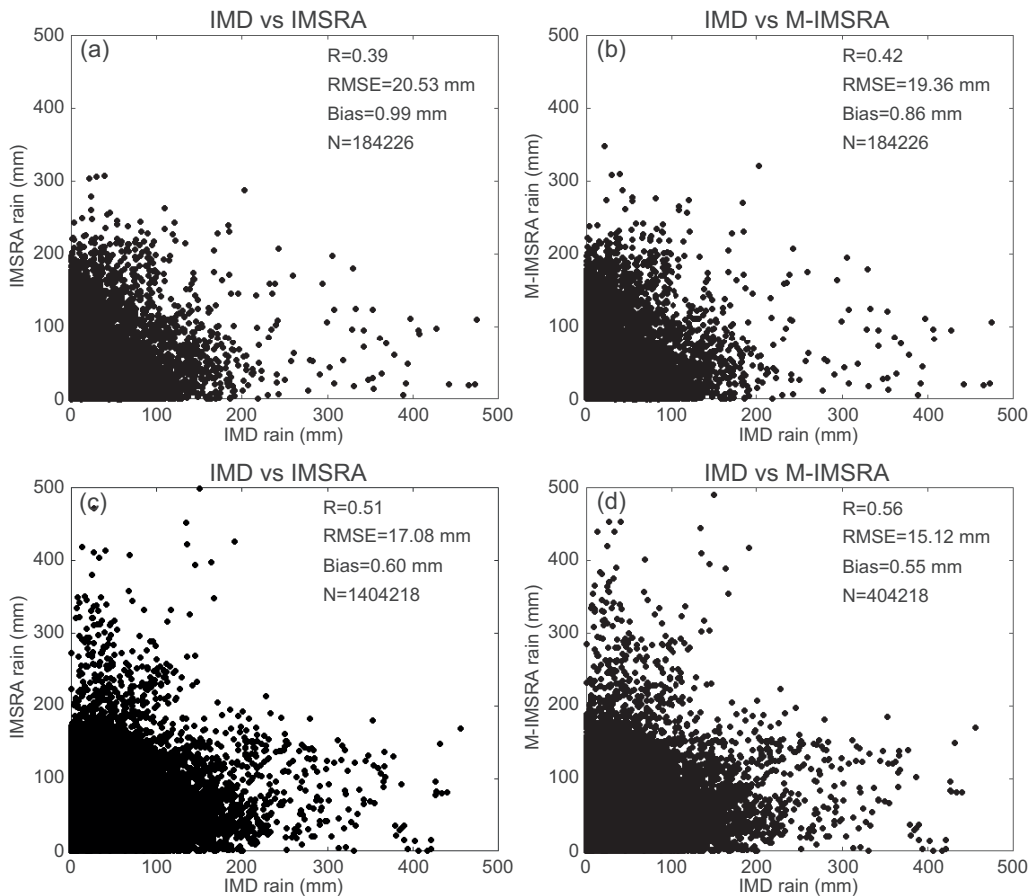 IMD vs IMSRA
(a)
R=0.39
RMSE=20.53 mm
Bias=0.99 mm
N=184226
IMSRA rain (mm)
500
400
300
200
100
0
0 100 200 300 400 500
IMD rain (mm)
IMD vs M-IMSRA
(b)
R=0.42
RMSE=19.36 mm
Bias=0.86 mm
N=184226
M-IMSRA rain (mm)
500
400
300
200
100
0
0 100 200 300 400 500
IMD rain (mm)
IMD vs IMSRA
(c)
R=0.51
RMSE=17.08 mm
Bias=0.60 mm
N=1404218
IMSRA rain (mm)
500
400
300
200
100
0
0 100 200 300 400 500
IMD rain (mm)
IMD vs M-IMSRA
(d)
R=0.56
RMSE=15.12 mm
Bias=0.55 mm
N=404218
M-IMSRA rain (mm)
500
400
300
200
100
0
0 100 200 300 400 500
IMD rain (mm)